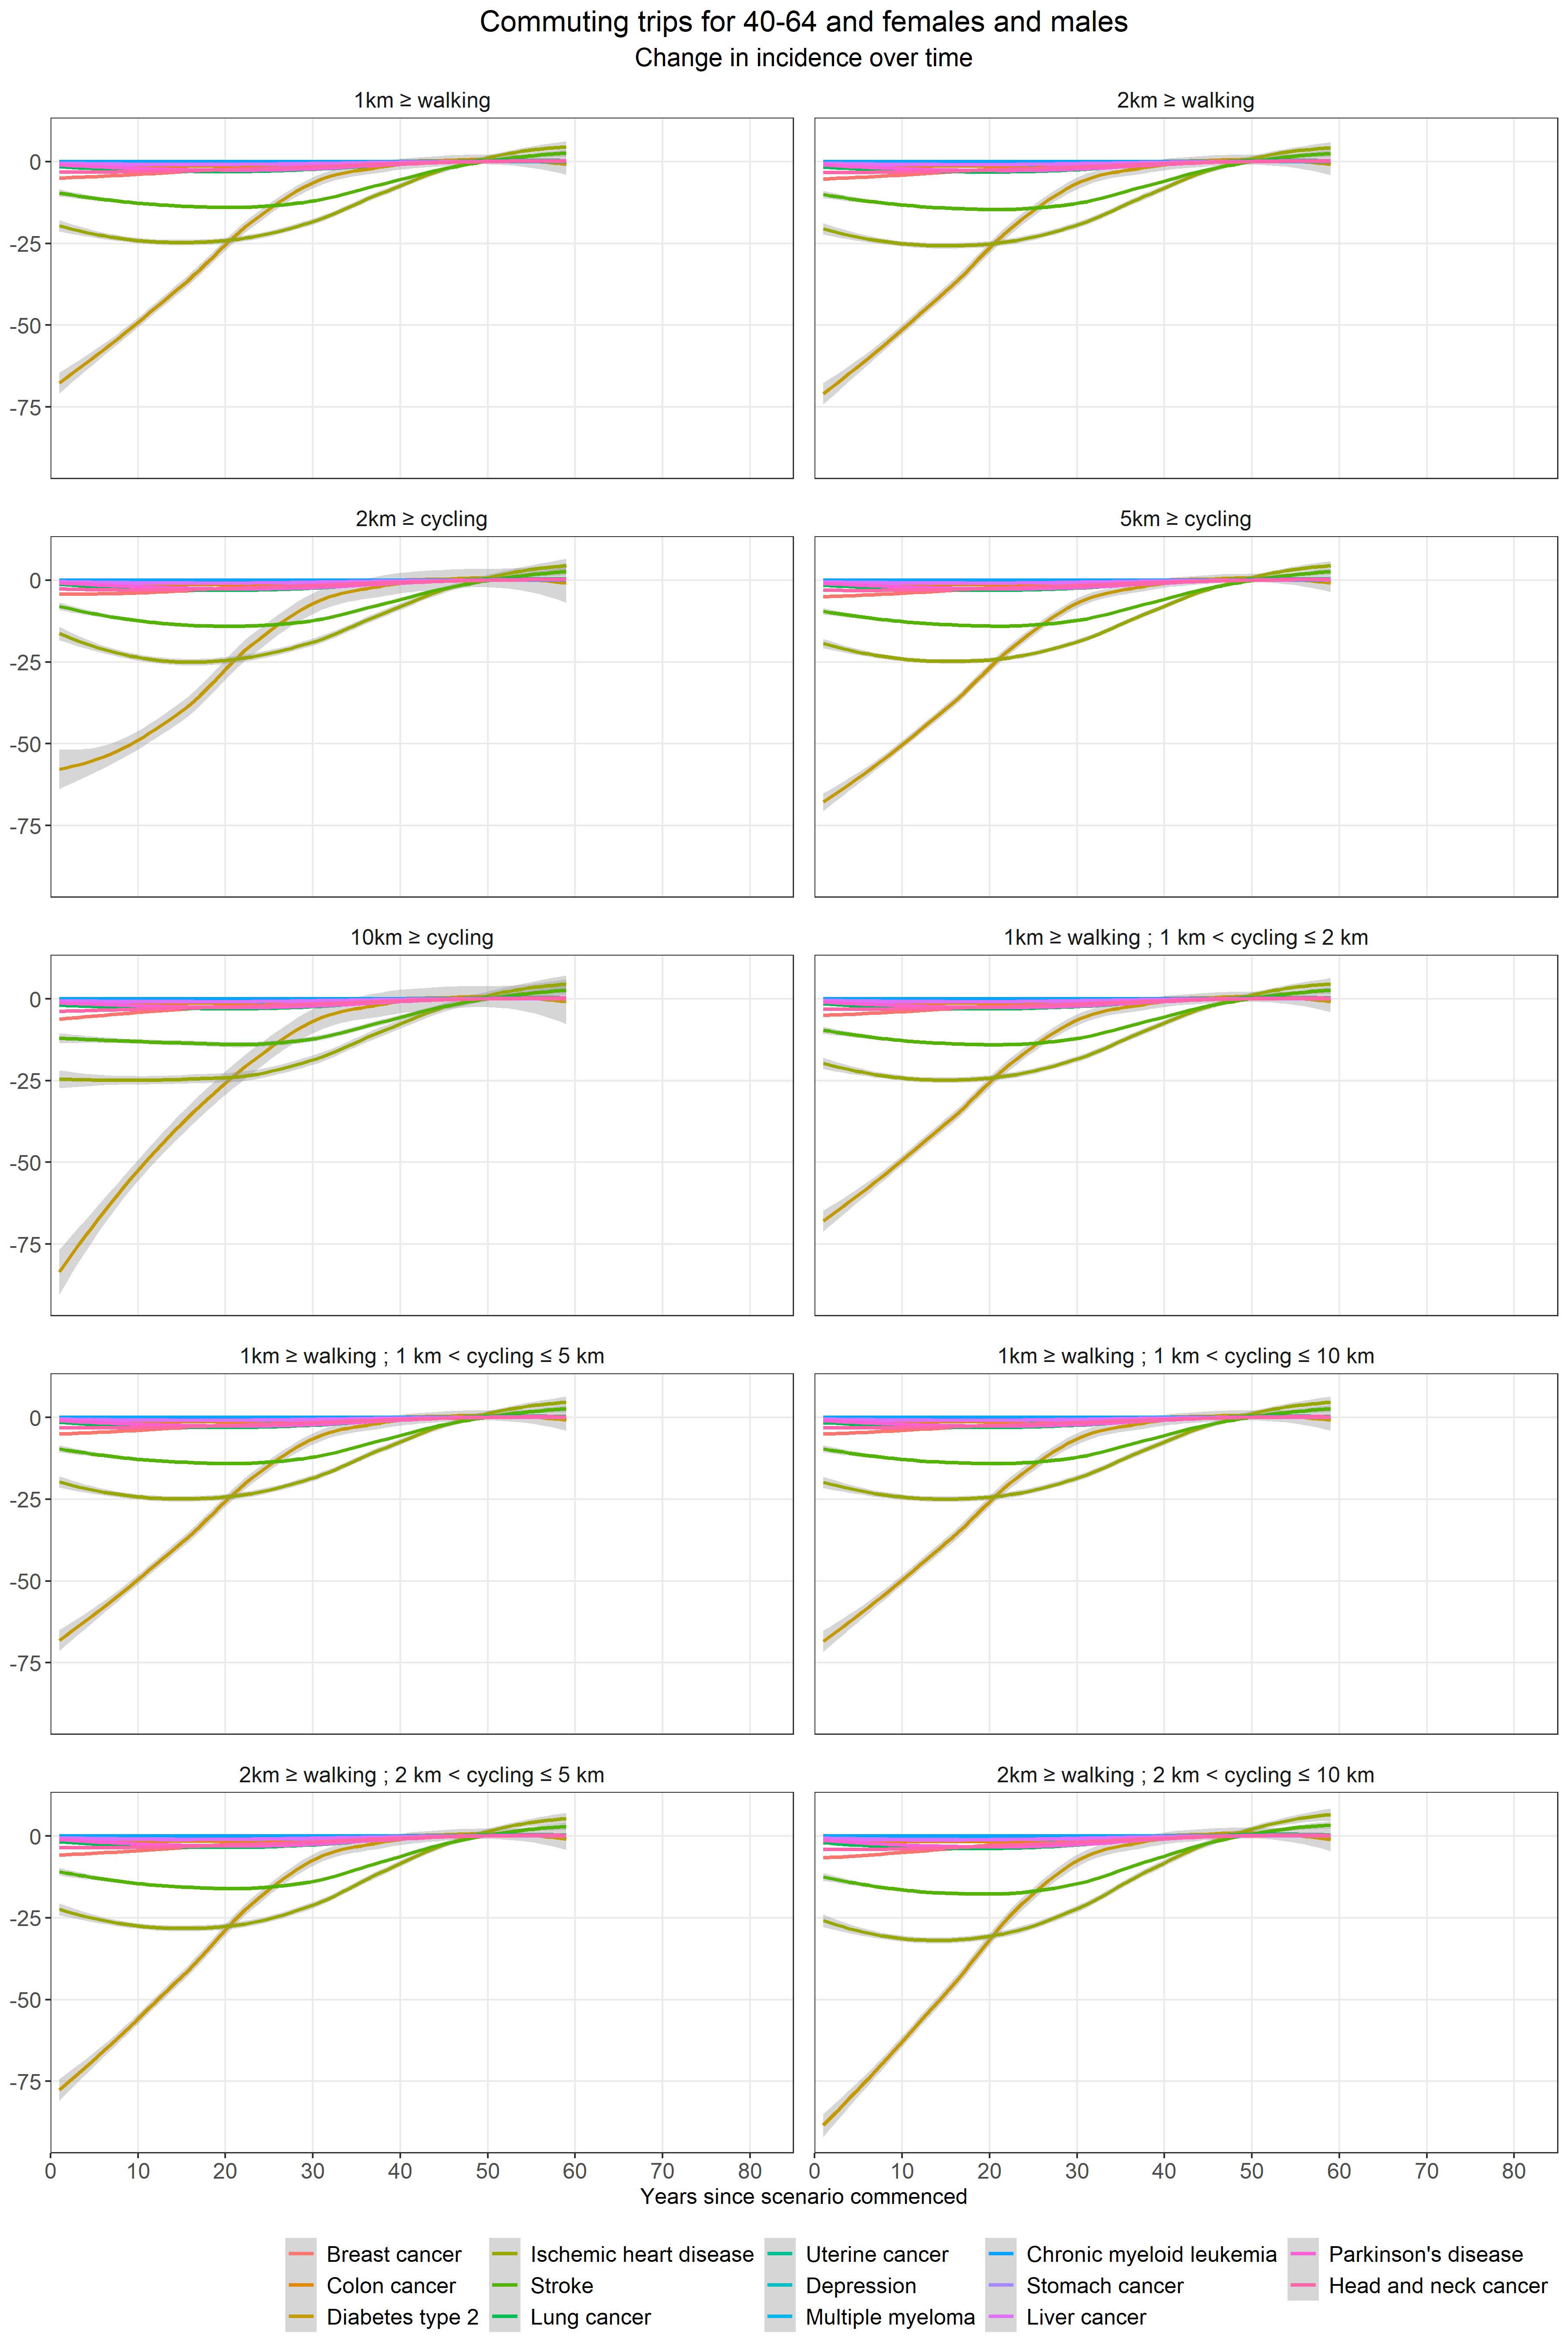 Commuting trips for 40-64 and females and males
Change in incidence over time
1km ≥ walking
2km ≥ walking
0
-25
-50
-75
2km ≥ cycling
5km ≥ cycling
0
-25
-50
-75
10km ≥ cycling
1km ≥ walking ; 1 km < cycling ≤ 2 km
0
-25
-50
-75
1km ≥ walking ; 1 km < cycling ≤ 5 km
1km ≥ walking ; 1 km < cycling ≤ 10 km
0
-25
-50
-75
2km ≥ walking ; 2 km < cycling ≤ 5 km
2km ≥ walking ; 2 km < cycling ≤ 10 km
0
-25
-50
-75
0 10 20 30 40 50 60 70 80
0 10 20 30 40 50 60 70 80
Years since scenario commenced
Breast cancer Ischemic heart disease Uterine cancer Chronic myeloid leukemia Parkinson's disease
Colon cancer Stroke Depression Stomach cancer Head and neck cancer
Diabetes type 2 Lung cancer Multiple myeloma Liver cancer